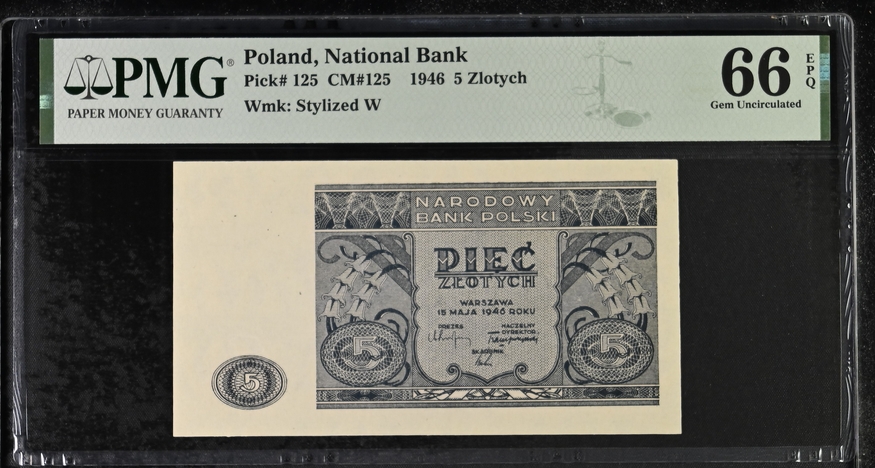 PMG®
PAPER MONEY GUARANTY
Poland, National Bank
Pick# 125 CM#125 1946 5 Zlotych
Wmk: Stylized W
66
EPQ
Gem Uncirculated
NARODOWY
BANK POLSKI
PIĘĆ
ZŁOTYCH
WARSZAWA
15 MAJA 1946 ROKU
PREZES
NACZELNY
DYREKTOR
SKARBNIK
5
5
5